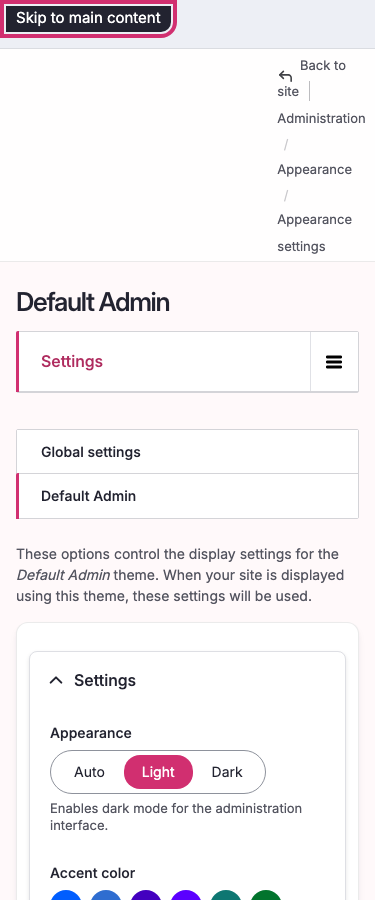 Skip to main content
Back to
site
Administration
/
Appearance
/
Appearance
settings
Default Admin
Settings
Global settings
Default Admin
These options control the display settings for the
Default Admin theme. When your site is displayed
using this theme, these settings will be used.
Settings
Appearance
Auto Light Dark
Enables dark mode for the administration
interface.
Accent color